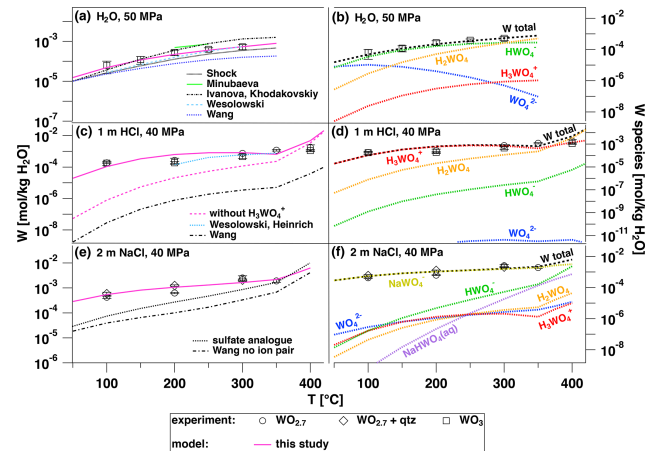 (a) H₂O, 50 MPa
10⁻³
10⁻⁵
10⁻⁷
Shock
Minubaeva
Ivanova, Khodakovskiy
Wesolowski
Wang
(b) H₂O, 50 MPa
W total
HWO₄⁻
H₂WO₄
H₃WO₄⁺
WO₄²⁻
10⁻²
10⁻⁴
10⁻⁶
10⁻⁸
(c) 1 m HCl, 40 MPa
10⁻²
10⁻⁴
10⁻⁶
10⁻⁸
without H₃WO₄⁺
Wesolowski, Heinrich
Wang
(d) 1 m HCl, 40 MPa
W total
H₃WO₄⁺
H₂WO₄
HWO₄⁻
WO₄²⁻
10⁻³
10⁻⁵
10⁻⁷
10⁻⁹
10⁻¹¹
(e) 2 m NaCl, 40 MPa
10⁻²
10⁻³
10⁻⁴
10⁻⁵
10⁻⁶
sulfate analogue
Wang no ion pair
100
200
300
400
(f) 2 m NaCl, 40 MPa
W total
NaWO₄⁻
HWO₄⁻
H₂WO₄
WO₄²⁻
H₃WO₄⁺
NaHWO₄(aq)
10⁻²
10⁻⁴
10⁻⁶
10⁻⁸
100
200
300
400
W [mol/kg H₂O]
W species [mol/kg H₂O]
T [°C]
experiment: WO₂.₇ WO₂.₇ + qtz WO₃
model: this study